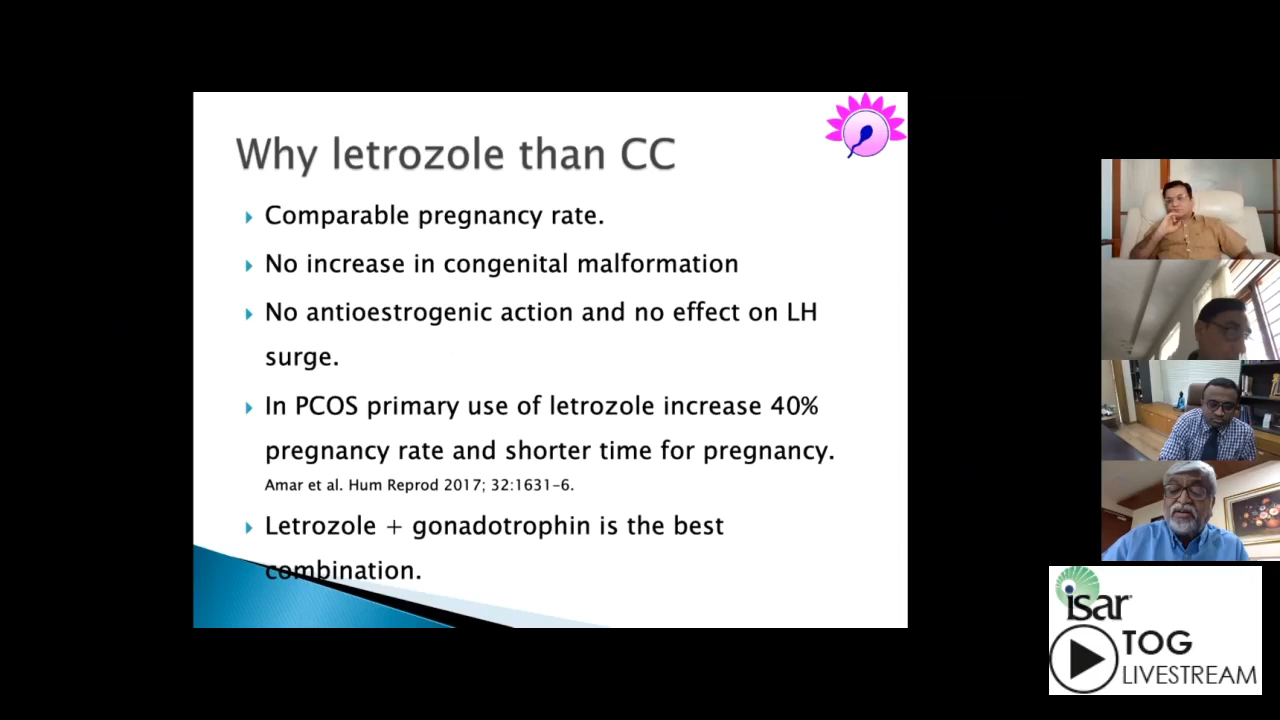 Why letrozole than CC
Comparable pregnancy rate.
No increase in congenital malformation
No antioestrogenic action and no effect on LH
surge.
In PCOS primary use of letrozole increase 40%
pregnancy rate and shorter time for pregnancy.
Amar et al. Hum Reprod 2017; 32:1631-6.
Letrozole + gonadotrophin is the best
combination.
isar
TOG
LIVESTREAM